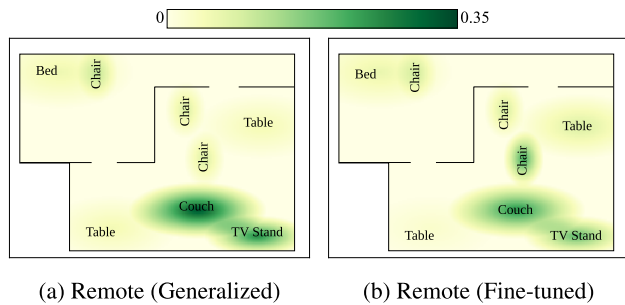 0 0.35
Bed Chair Chair Table Chair Couch Table TV Stand
Bed Chair Chair Table Chair Couch Table TV Stand
(a) Remote (Generalized) (b) Remote (Fine-tuned)